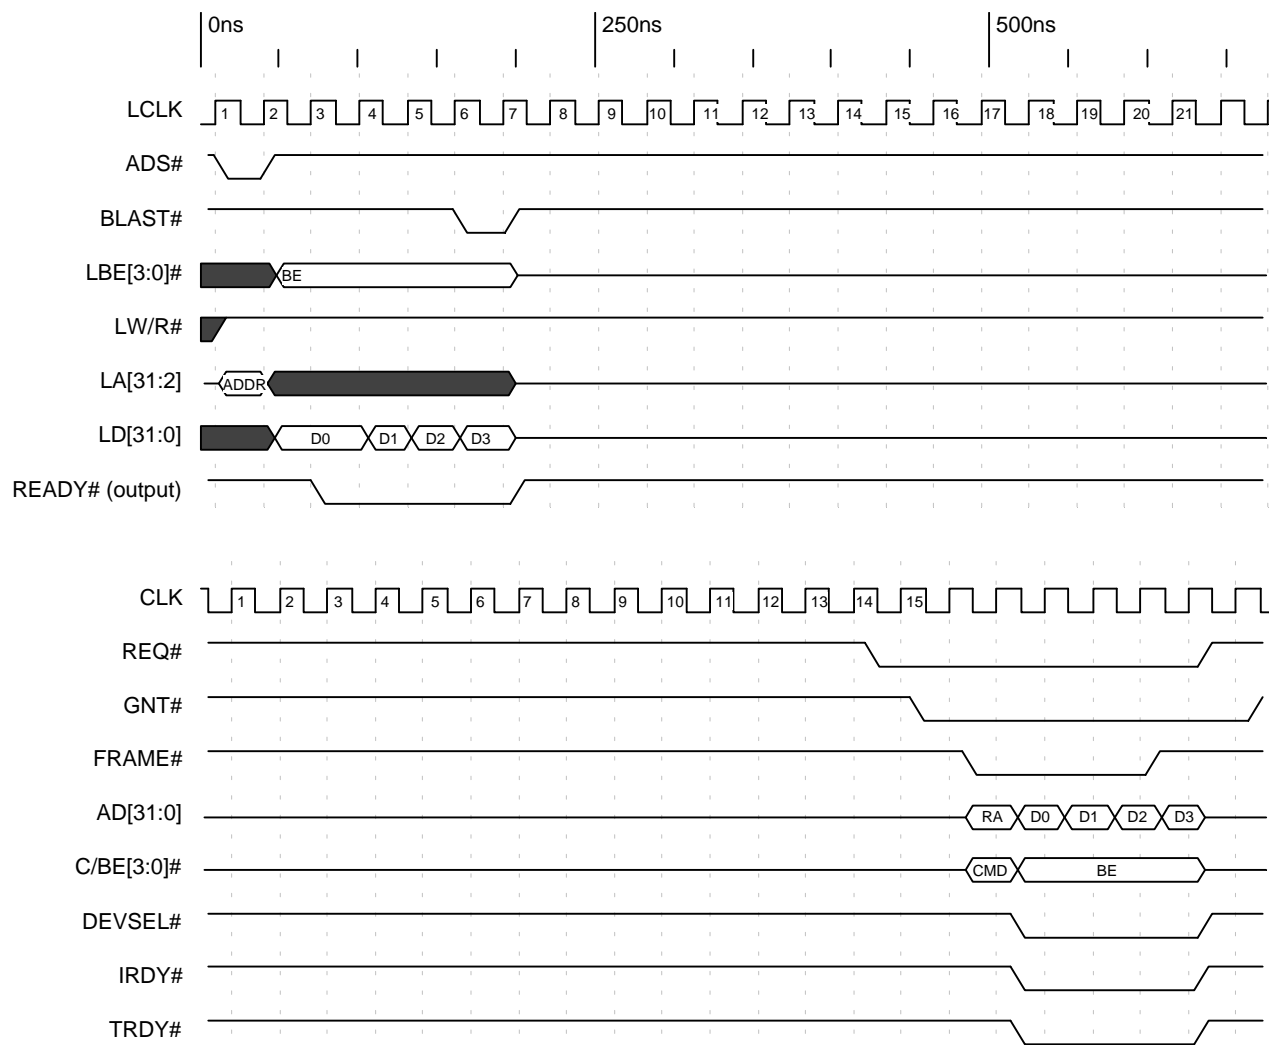 0ns 250ns 500ns
LCLK 1 2 3 4 5 6 7 8 9 10 11 12 13 14 15 16 17 18 19 20 21
ADS#
BLAST#
LBE[3:0]# BE
LW/R#
LA[31:2] ADDR
LD[31:0] D0 D1 D2 D3
READY# (output)
CLK 1 2 3 4 5 6 7 8 9 10 11 12 13 14 15
REQ#
GNT#
FRAME#
AD[31:0] RA D0 D1 D2 D3
C/BE[3:0]# CMD BE
DEVSEL#
IRDY#
TRDY#